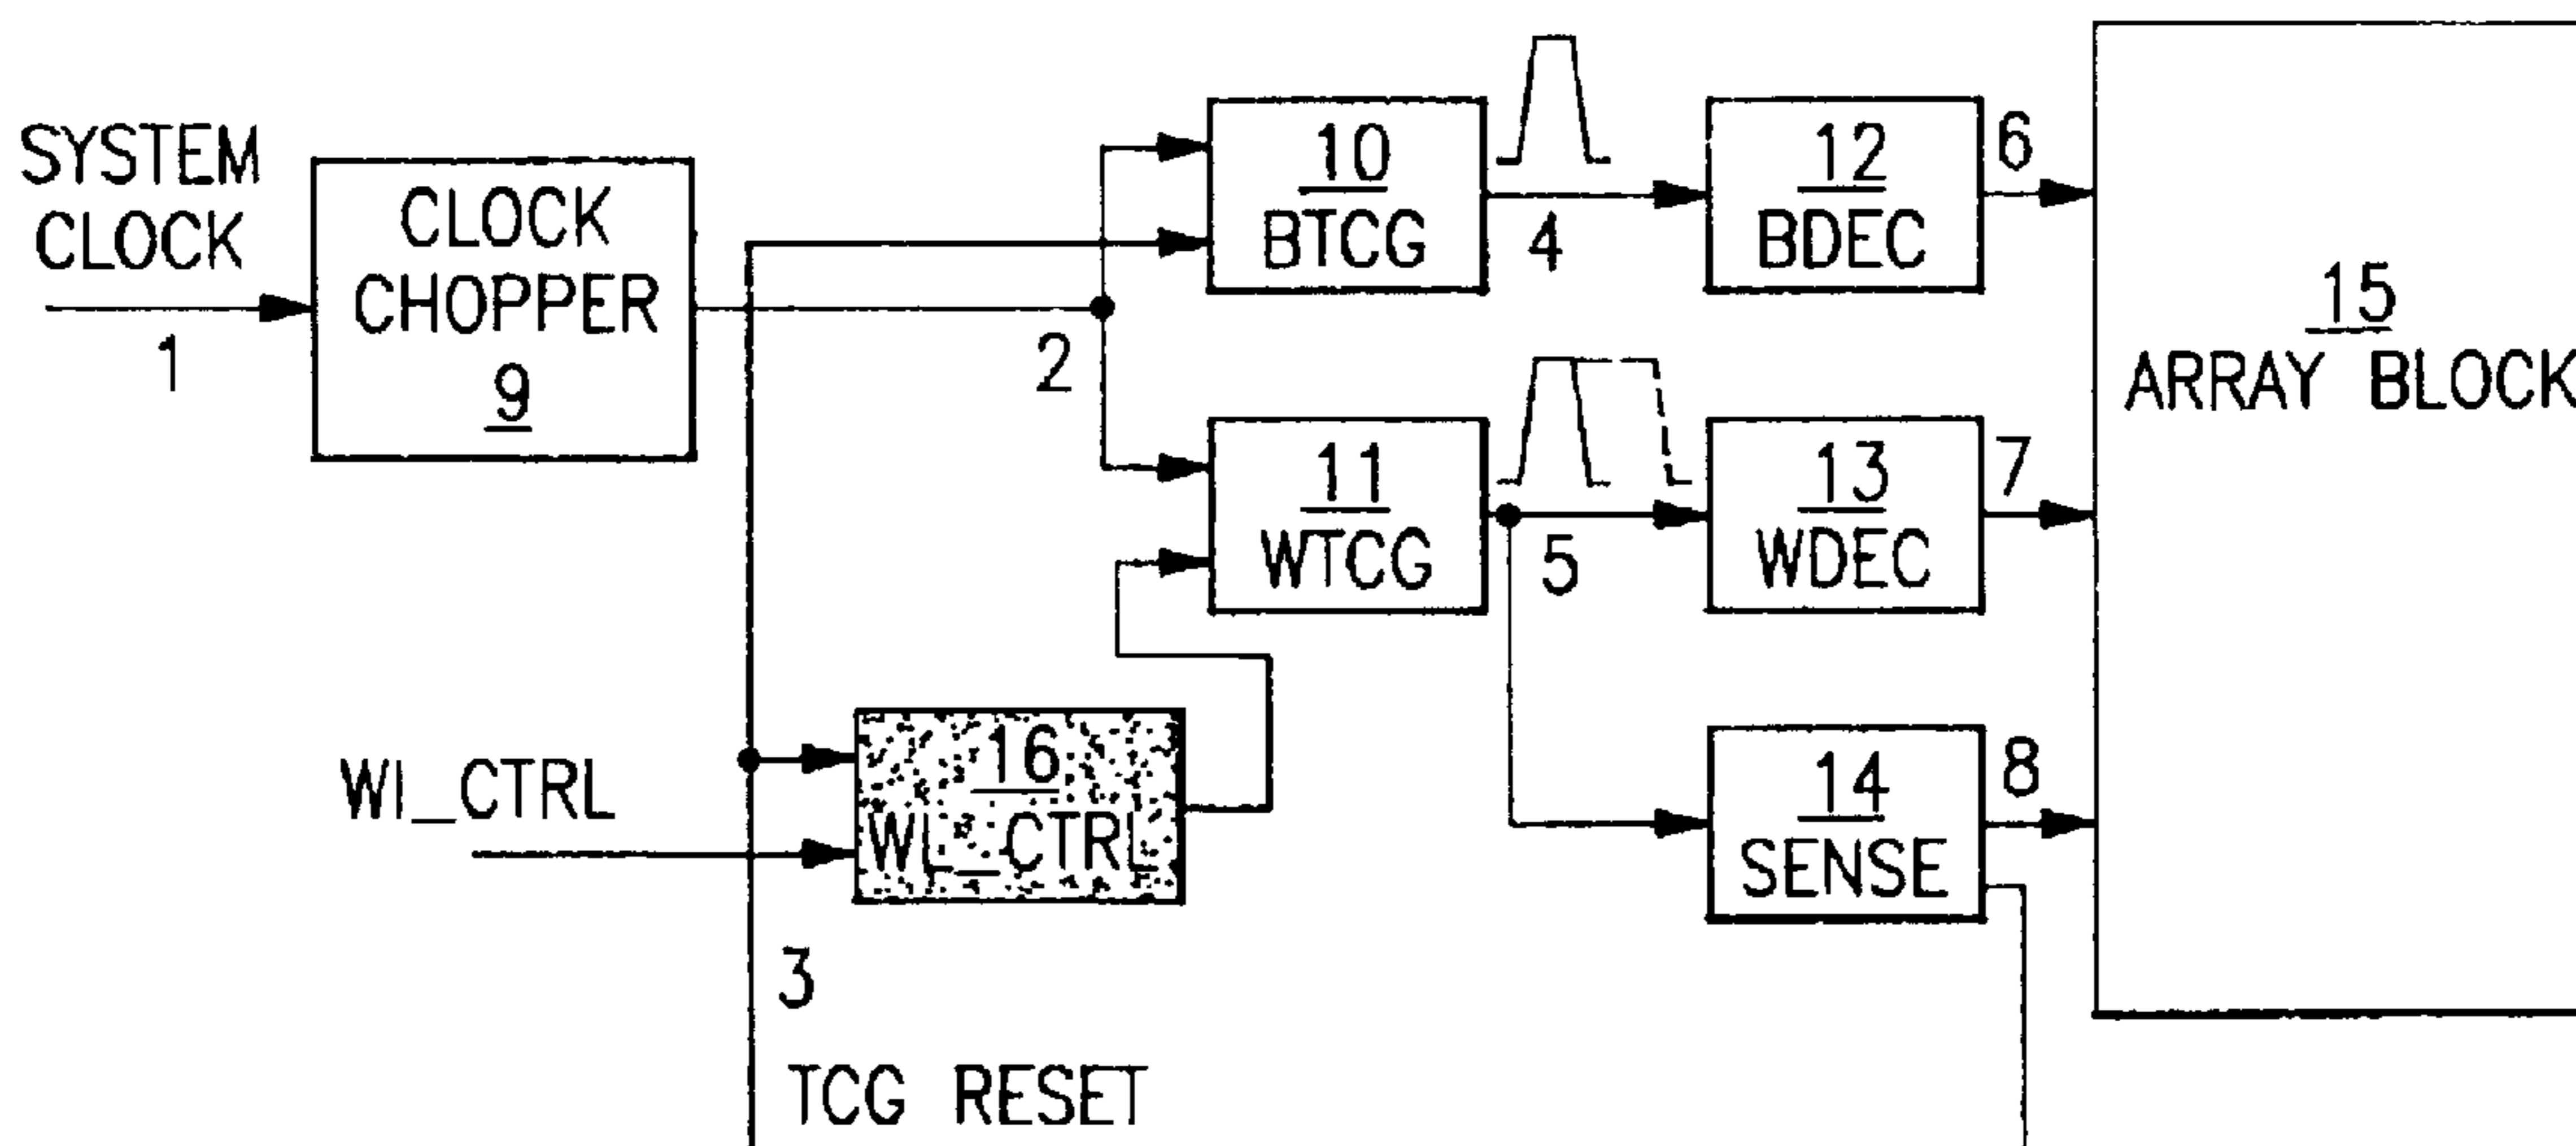 SYSTEM
CLOCK
1
CLOCK
CHOPPER
9
2
10
BTCG
4
12
BDEC
6
15
ARRAY BLOCK
11
WTCG
5
13
WDEC
7
WI_CTRL
16
WL_CTRL
14
SENSE
8
3
TCG RESET